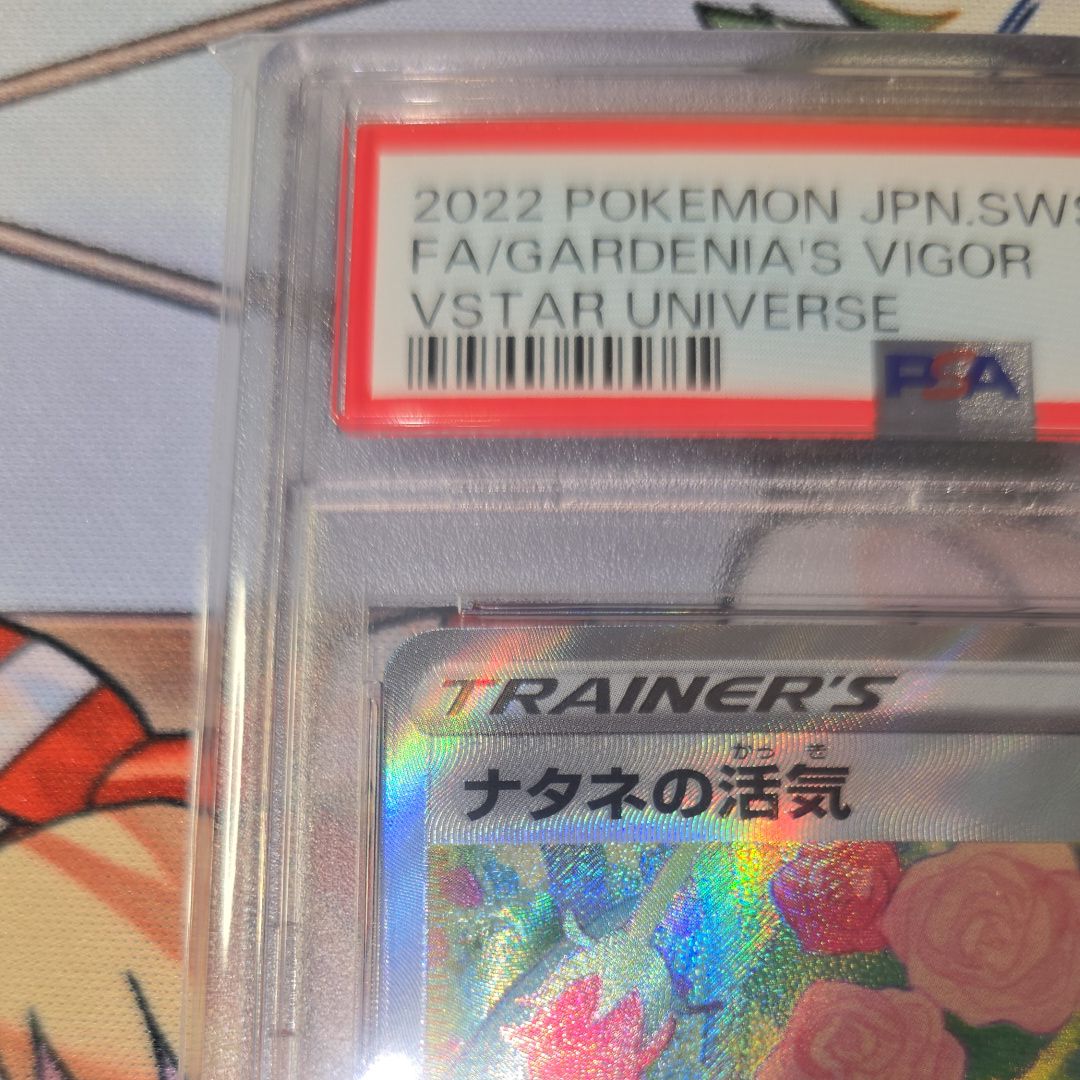 2022 POKEMON JPN.SWS
FA/GARDENIA'S VIGOR
VSTAR UNIVERSE
PSA
TRAINER'S
かっき
ナタネの活気